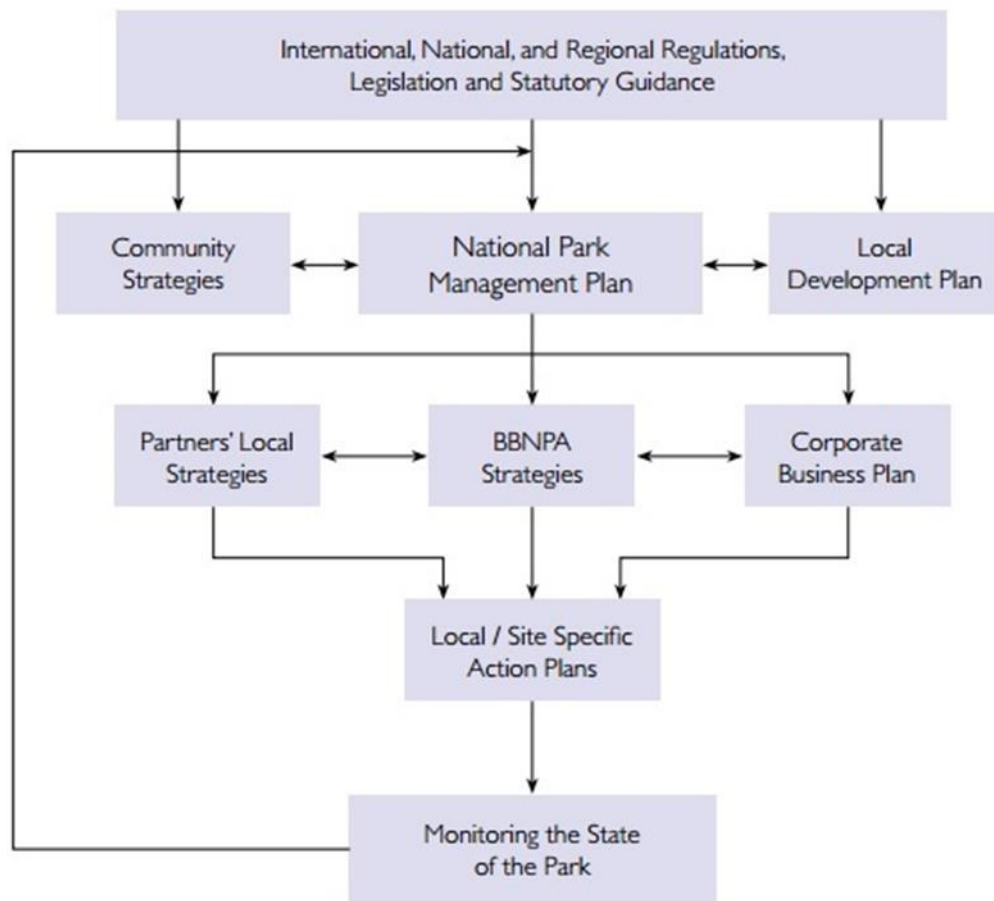 International, National, and Regional Regulations,
Legislation and Statutory Guidance
Community
Strategies
National Park
Management Plan
Local
Development Plan
Partners' Local
Strategies
BBNPA
Strategies
Corporate
Business Plan
Local / Site Specific
Action Plans
Monitoring the State
of the Park